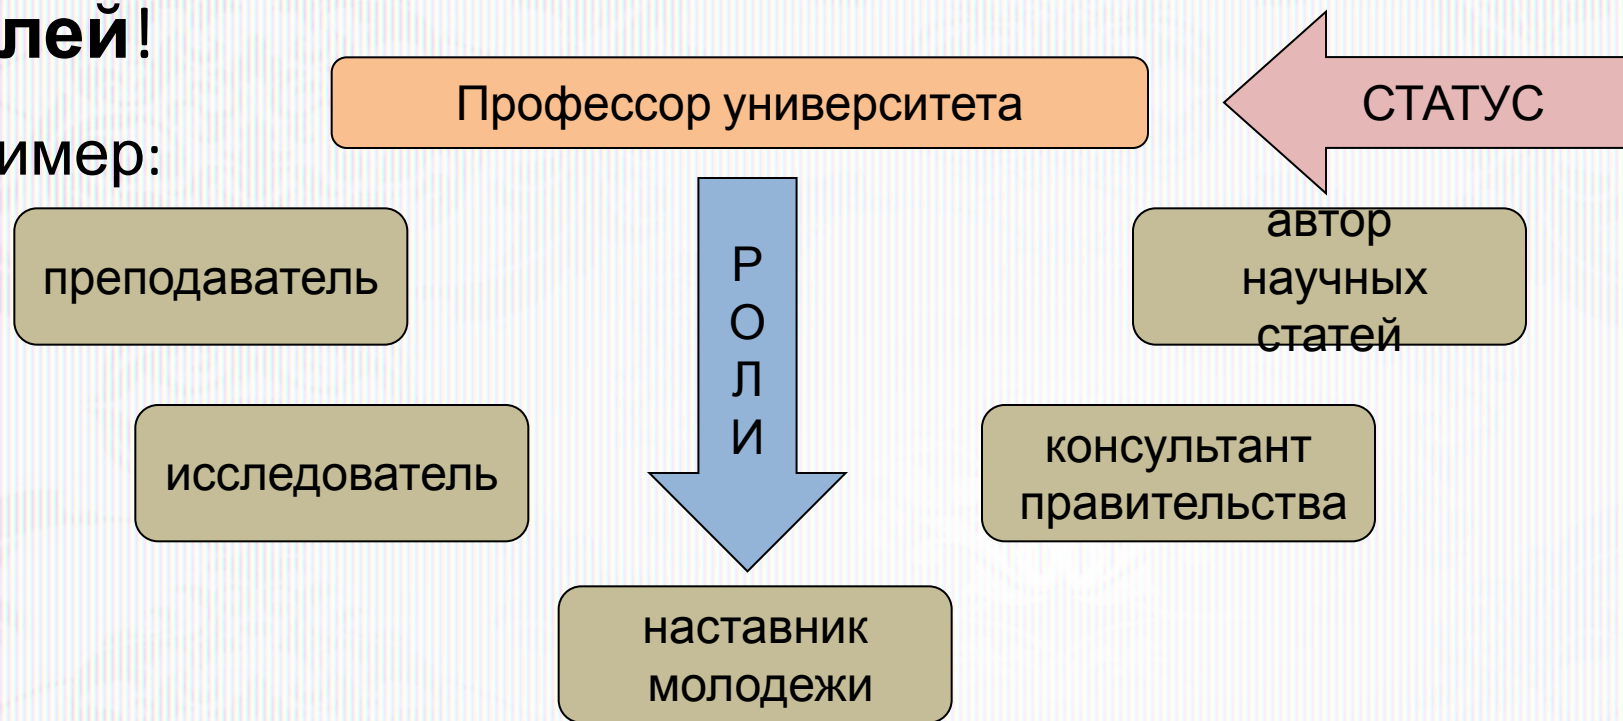 лей!
Профессор университета
СТАТУС
имер:
преподаватель
Р
О
Л
И
автор
научных
статей
исследователь
консультант
правительства
наставник
молодежи